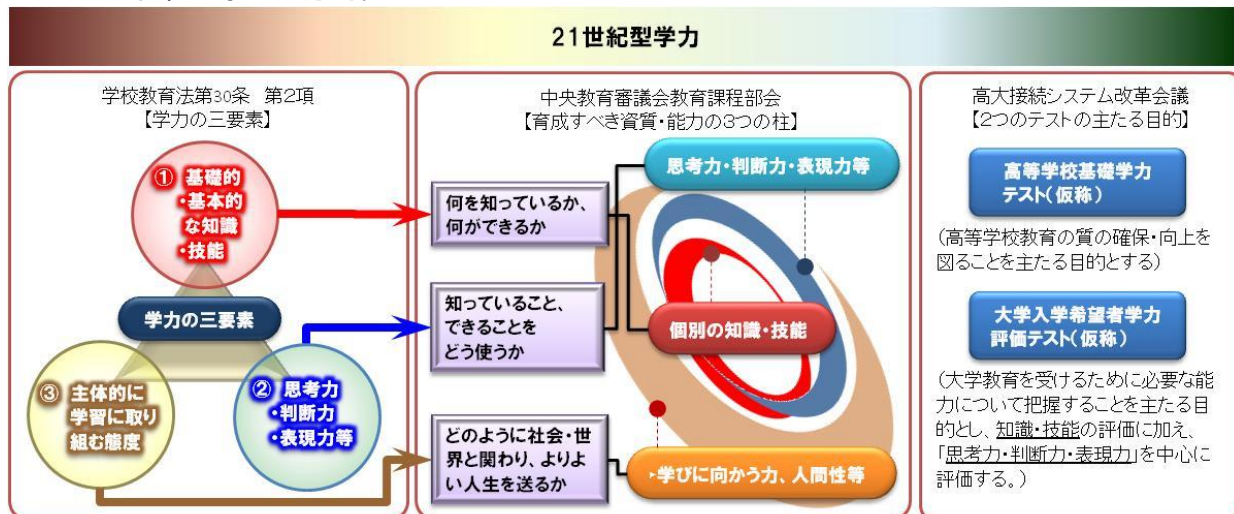 21世紀型学力
学校教育法第30条 第2項
【学力の三要素】
① 基礎的
・基本的
な知識
・技能
学力の三要素
③ 主体的に
学習に取り
組む態度
② 思考力
・判断力
・表現力等
中央教育審議会教育課程部会
【育成すべき資質・能力の3つの柱】
何を知っているか、
何ができるか
知っていること、
できることを
どう使うか
どのように社会・世
界と関わり、よりよ
い人生を送るか
思考力・判断力・表現力等
個別の知識・技能
▸学びに向かう力、人間性等
高大接続システム改革会議
【2つのテストの主たる目的】
高等学校基礎学力
テスト(仮称)
(高等学校教育の質の確保・向上を
図ることを主たる目的とする)
大学入学希望者学力
評価テスト(仮称)
(大学教育を受けるために必要な能
力について把握することを主たる目
的とし、知識・技能の評価に加え、
「思考力・判断力・表現力」を中心に
評価する。)